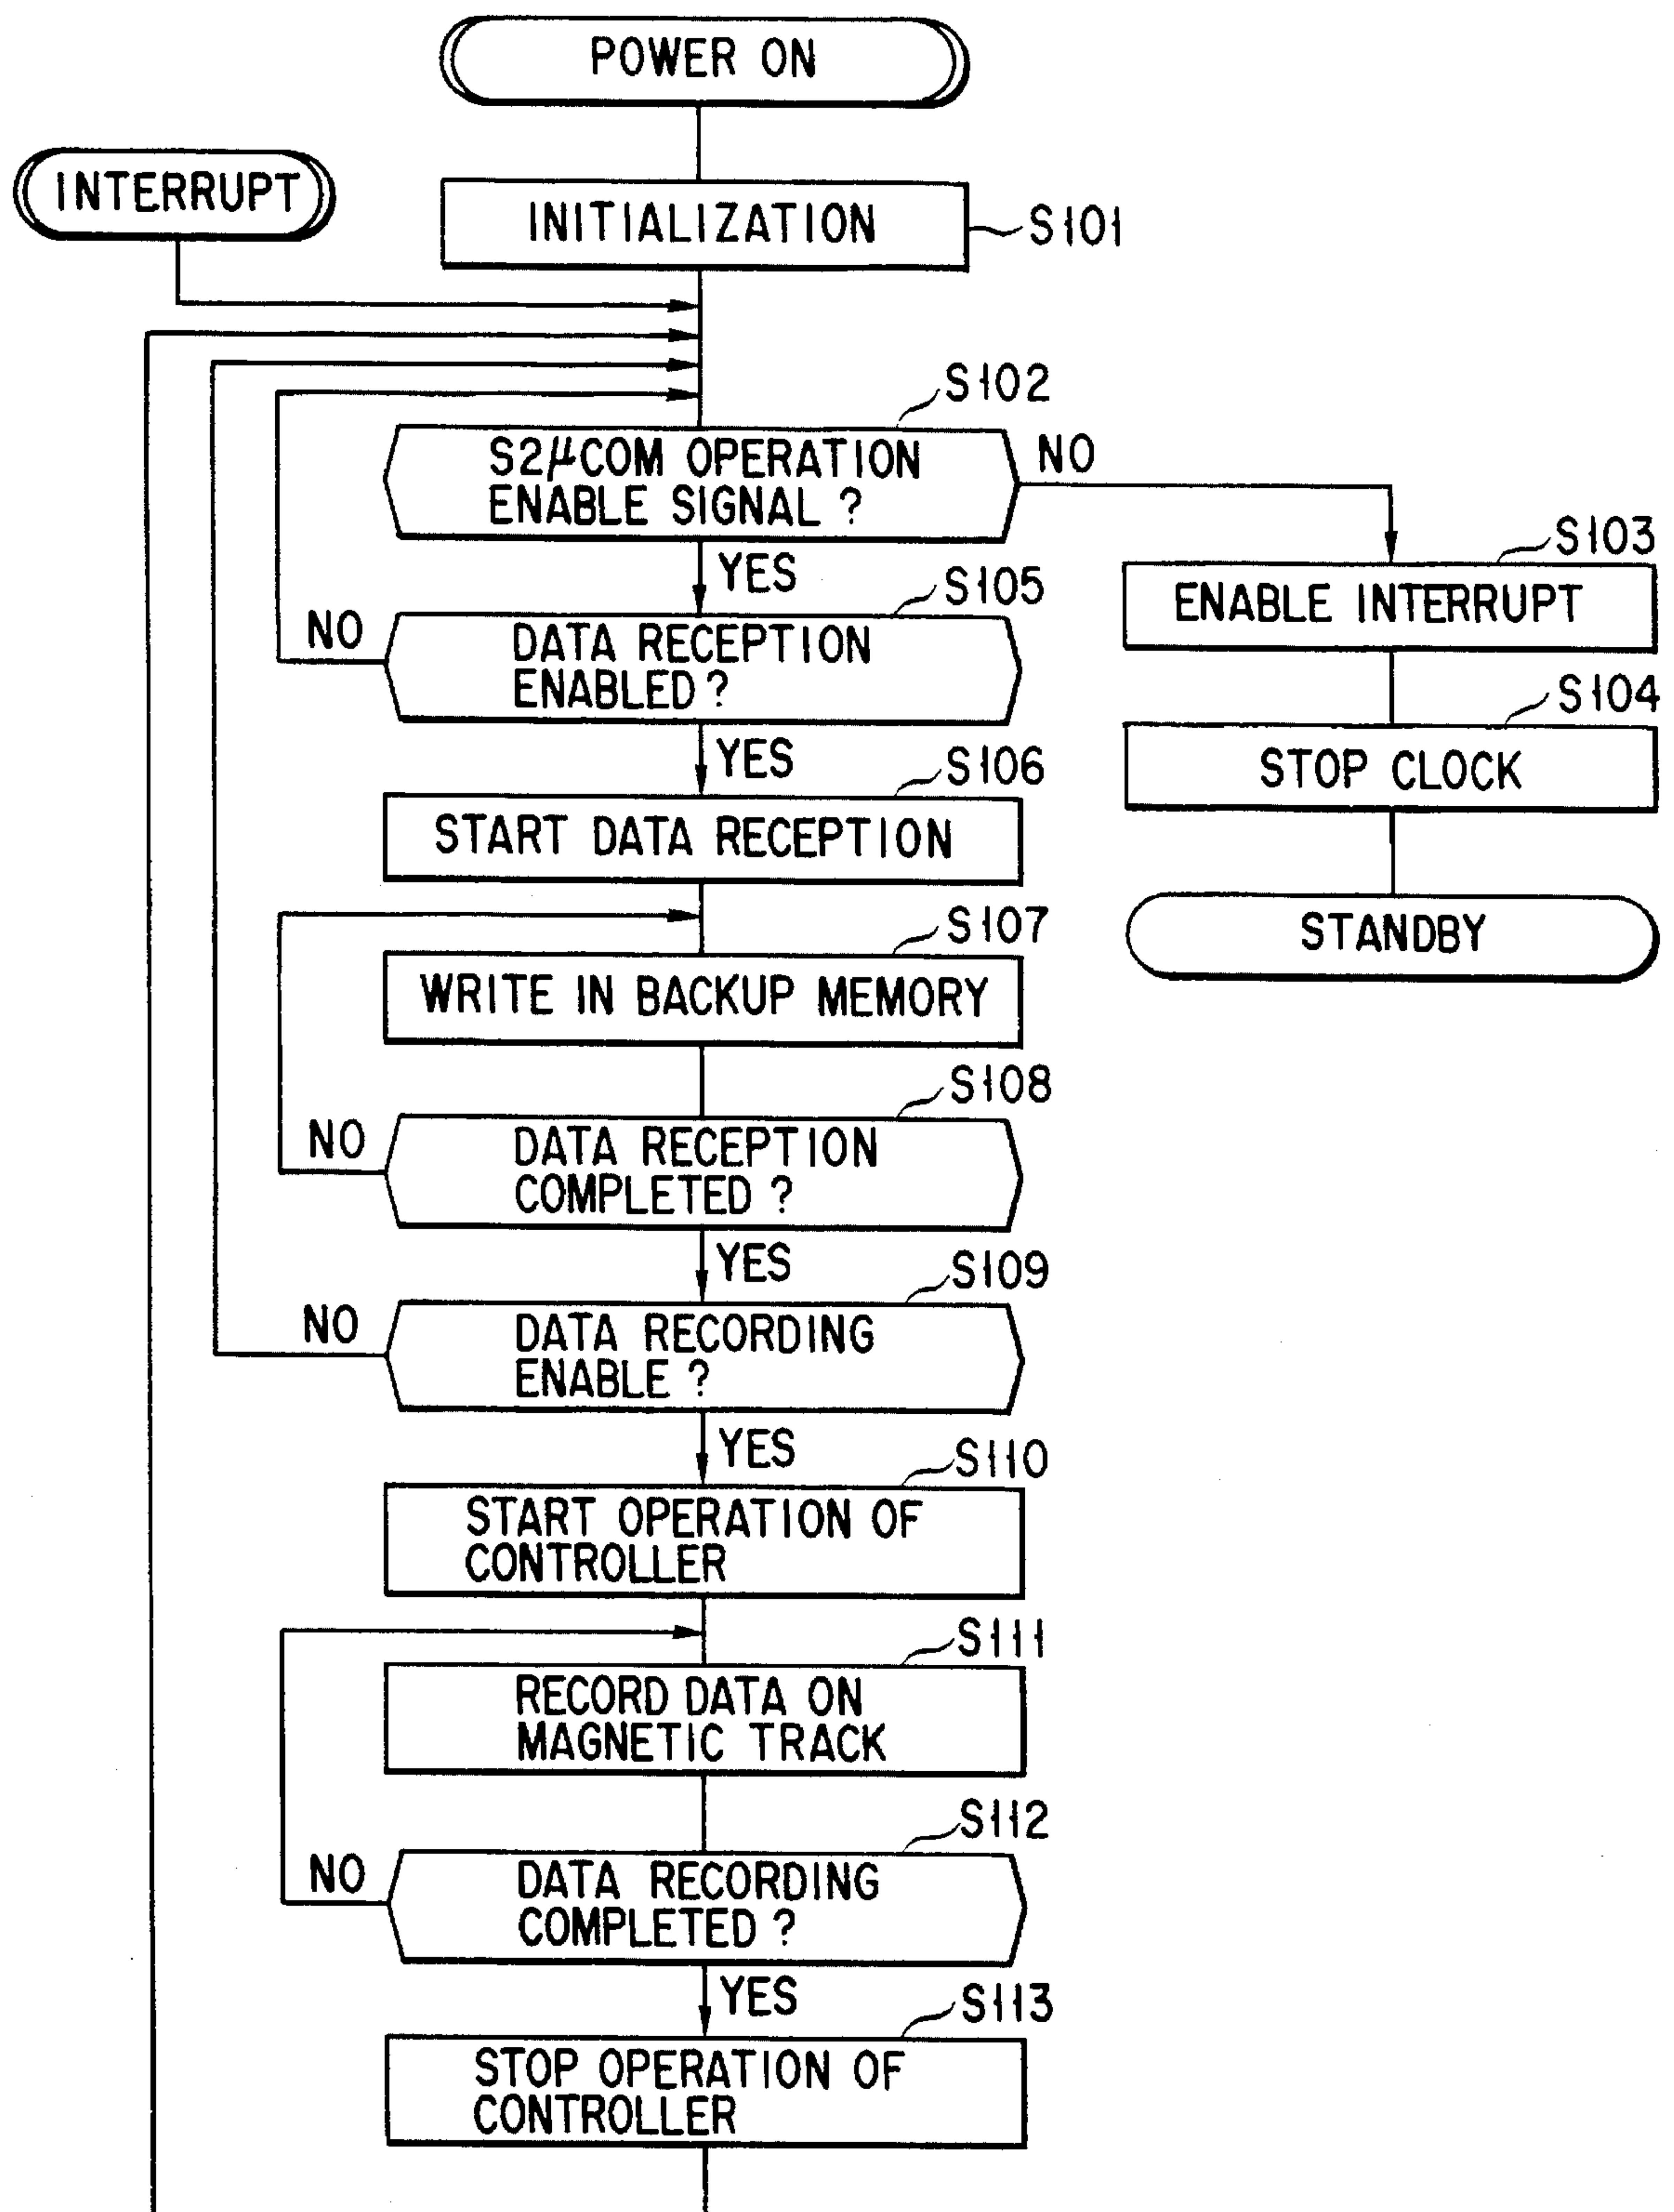 POWER ON
INTERRUPT
INITIALIZATION
S101
S102
S2μCOM OPERATION
ENABLE SIGNAL ?
NO
S103
ENABLE INTERRUPT
YES
S105
NO
DATA RECEPTION
ENABLED ?
S104
STOP CLOCK
YES
S106
START DATA RECEPTION
STANDBY
S107
WRITE IN BACKUP MEMORY
S108
NO
DATA RECEPTION
COMPLETED ?
YES
S109
NO
DATA RECORDING
ENABLE ?
YES
S110
START OPERATION OF
CONTROLLER
S111
RECORD DATA ON
MAGNETIC TRACK
S112
NO
DATA RECORDING
COMPLETED ?
YES
S113
STOP OPERATION OF
CONTROLLER